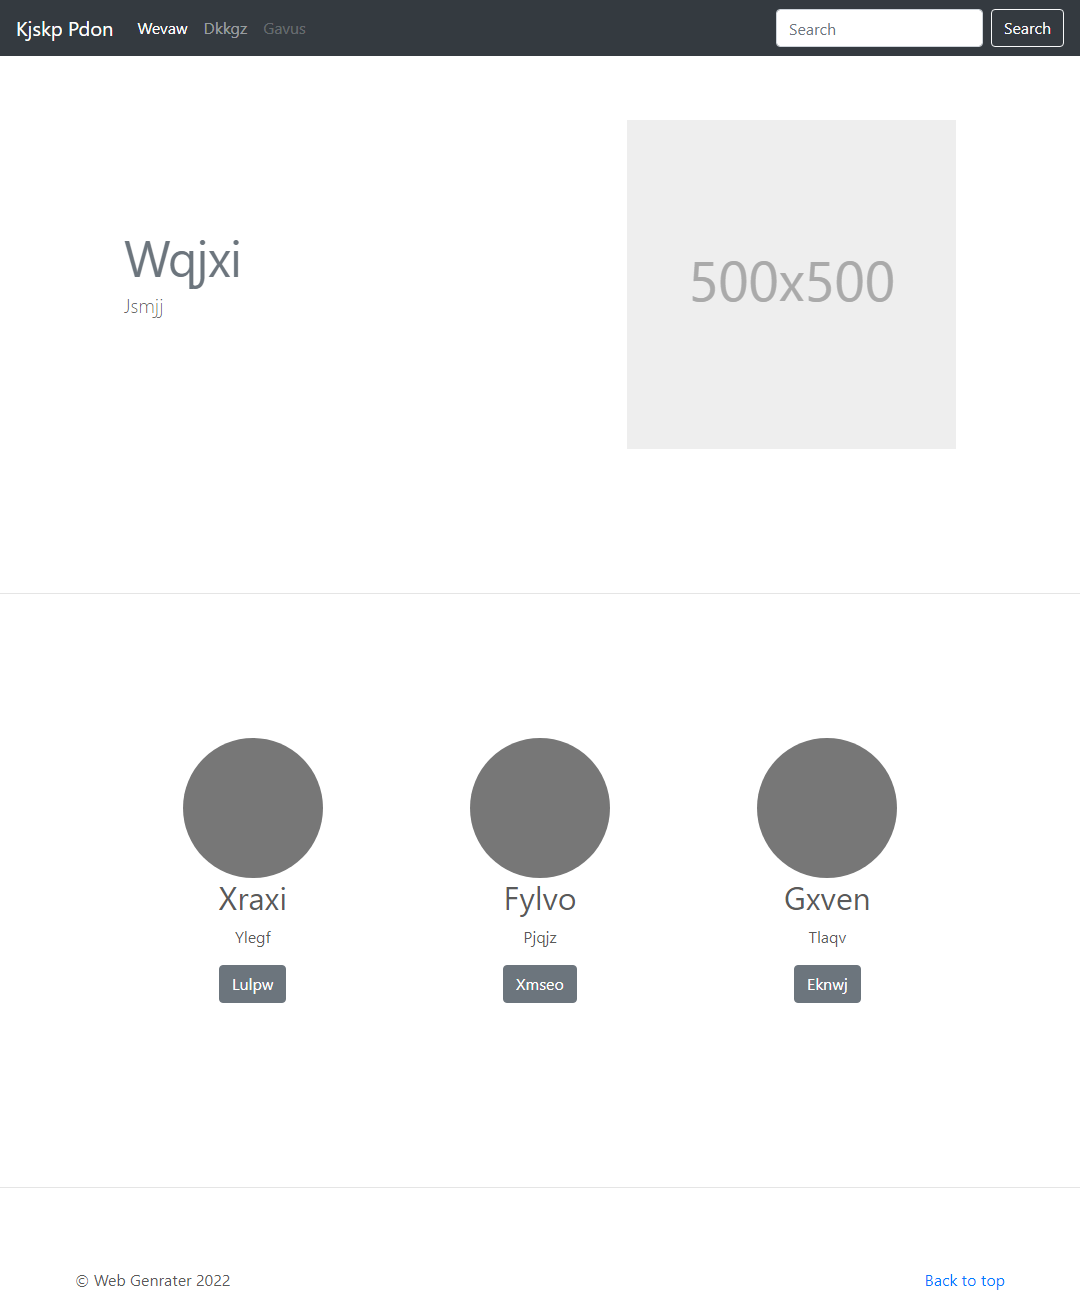 Kjskp Pdon Wevaw Dkkgz Gavus Search Search
Wqjxi
Jsmjj
500x500
Xraxi Fylvo Gxven
Ylegf Pjqjz Tlaqv
Lulpw Xmseo Eknwj
© Web Genrater 2022 Back to top